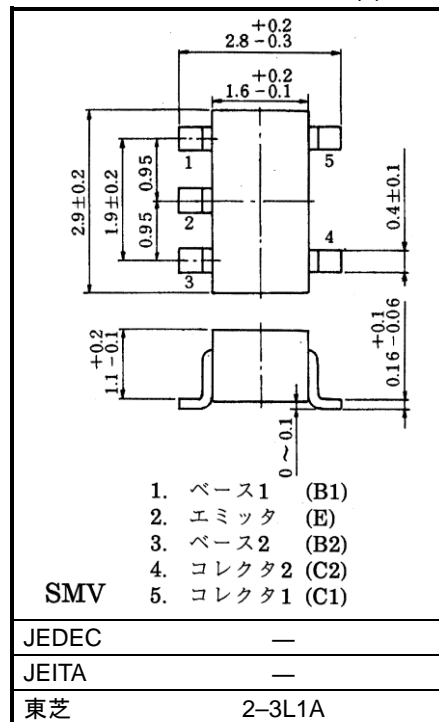 +0.2
2.8 −0.3
+0.2
1.6 −0.1
2.9±0.2
1.9±0.2
0.95
0.95
1
2
3
5
4
0.4±0.1
+0.2
1.1−0.1
+0.1
0.16−0.06
0～0.1
1. ベース1 (B1)
2. エミッタ (E)
3. ベース2 (B2)
4. コレクタ2 (C2)
SMV 5. コレクタ1 (C1)
JEDEC —
JEITA —
東芝 2–3L1A